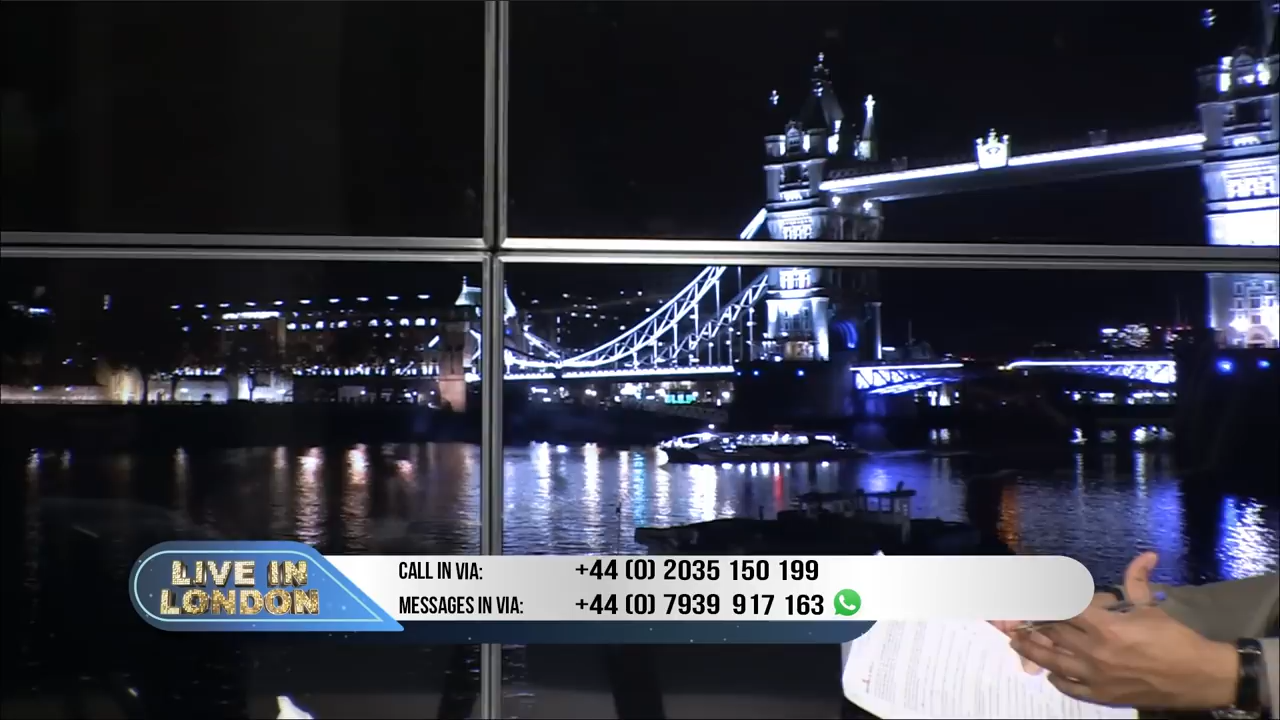 LIVE IN
LONDON
CALL IN VIA: +44 (0) 2035 150 199
MESSAGES IN VIA: +44 (0) 7939 917 163